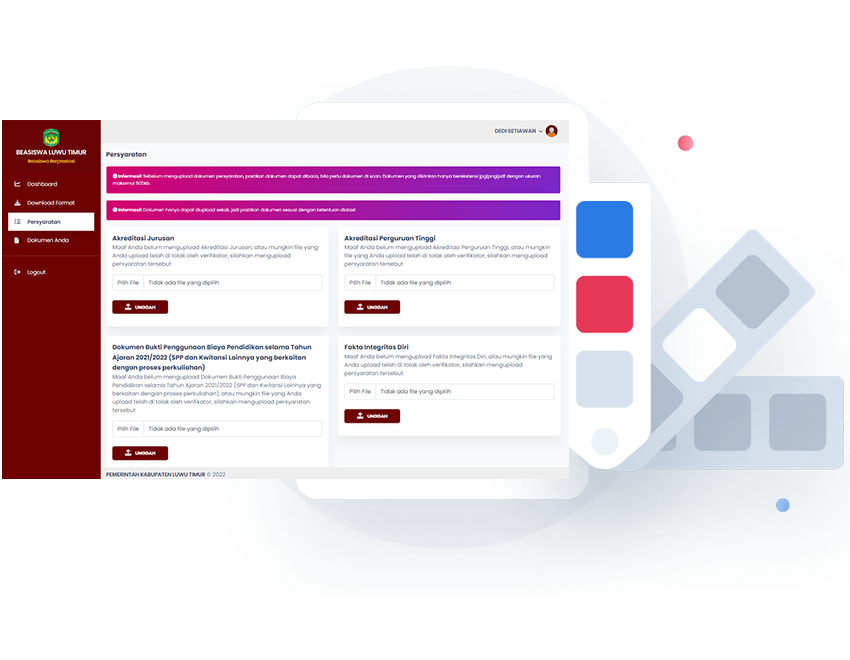 BEASISWA LUWU TIMUR
Beasiswa Berprestasi
Dashboard
Download Format
Persyaratan
Dokumen Anda
Logout
DEDI SETIAWAN
Persyaratan
Informasi! Sebelum mengupload dokumen persyaratan, pastikan dokumen dapat dibaca, bila perlu dokumen di scan. Dokumen yang diizinkan hanya berekstensi jpg|png|pdf dengan ukuran
maksimal 500kb.
Informasi! Dokumen hanya dapat diupload sekali, jadi pastikan dokumen sesuai dengan ketentuan diatas!
Akreditasi Jurusan
Maaf Anda belum mengupload Akreditasi Jurusan, atau mungkin file yang
Anda upload telah di tolak oleh verifikator, silahkan mengupload
persyaratan tersebut
Pilih File Tidak ada file yang dipilih
UNGGAH
Akreditasi Perguruan Tinggi
Maaf Anda belum mengupload Akreditasi Perguruan Tinggi, atau mungkin
file yang Anda upload telah di tolak oleh verifikator, silahkan mengupload
persyaratan tersebut
Pilih File Tidak ada file yang dipilih
UNGGAH
Dokumen Bukti Penggunaan Biaya Pendidikan selama Tahun
Ajaran 2021/2022 (SPP dan Kwitansi Lainnya yang berkaitan
dengan proses perkuliahan)
Maaf Anda belum mengupload Dokumen Bukti Penggunaan Biaya
Pendidikan selama Tahun Ajaran 2021/2022 (SPP dan Kwitansi Lainnya yang
berkaitan dengan proses perkuliahan), atau mungkin file yang Anda
upload telah di tolak oleh verifikator, silahkan mengupload persyaratan
tersebut
Pilih File Tidak ada file yang dipilih
UNGGAH
Fakta Integritas Diri
Maaf Anda belum mengupload Fakta Integritas Diri, atau mungkin file yang
Anda upload telah di tolak oleh verifikator, silahkan mengupload
persyaratan tersebut
Pilih File Tidak ada file yang dipilih
UNGGAH
PEMERINTAH KABUPATEN LUWU TIMUR © 2022